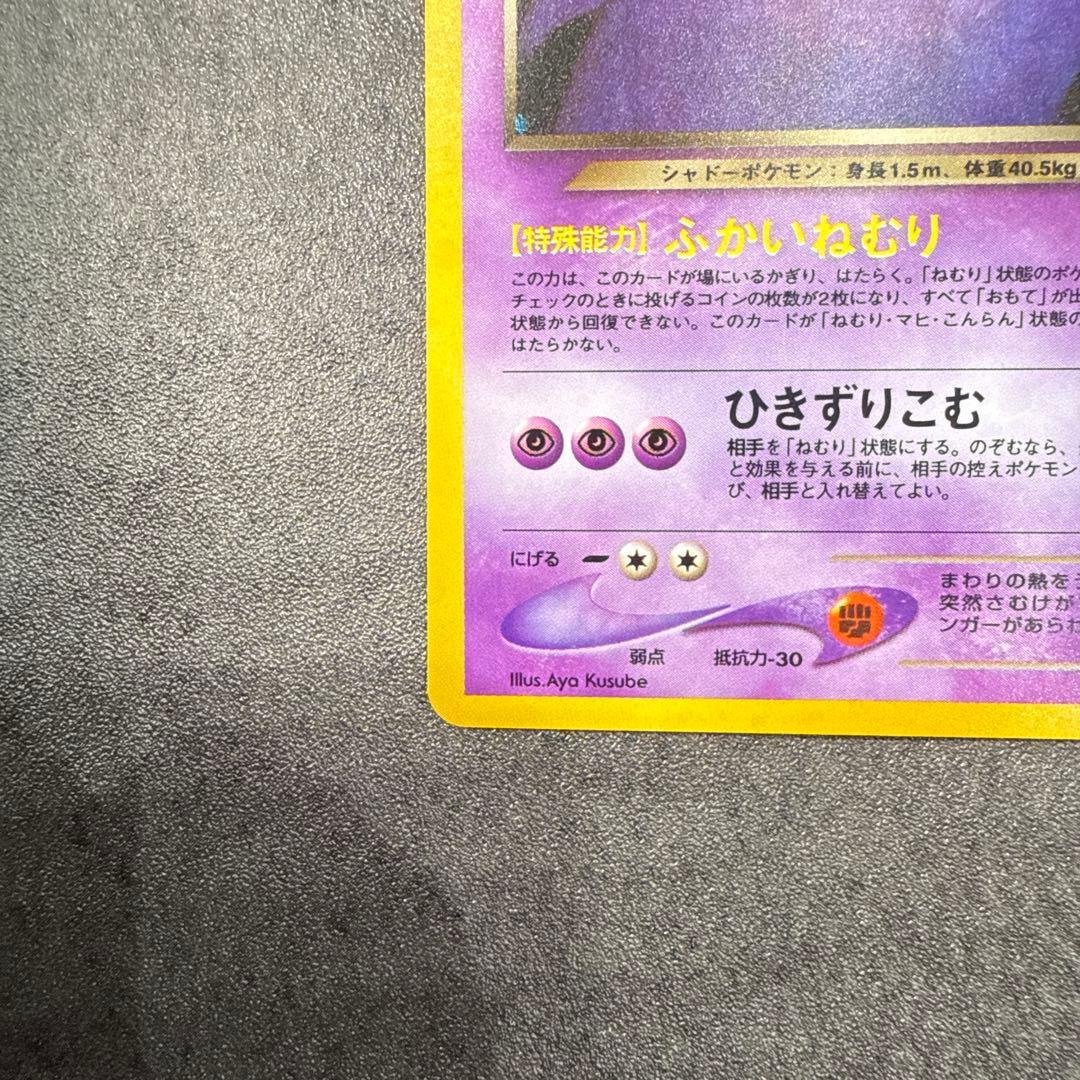 シャドーポケモン：身長1.5m、体重40.5kg
【特殊能力】ふかいねむり
この力は、このカードが場にいるかぎり、はたらく。「ねむり」状態のポケ
チェックのときに投げるコインの枚数が2枚になり、すべて「おもて」が出
状態から回復できない。このカードが「ねむり・マヒ・こんらん」状態の
はたらかない。
ひきずりこむ
相手を「ねむり」状態にする。のぞむなら、
と効果を与える前に、相手の控えポケモン
び、相手と入れ替えてよい。
にげる
まわりの熱を
突然さむけが
ンガーがあらわ
弱点 抵抗力-30
Illus.Aya Kusube